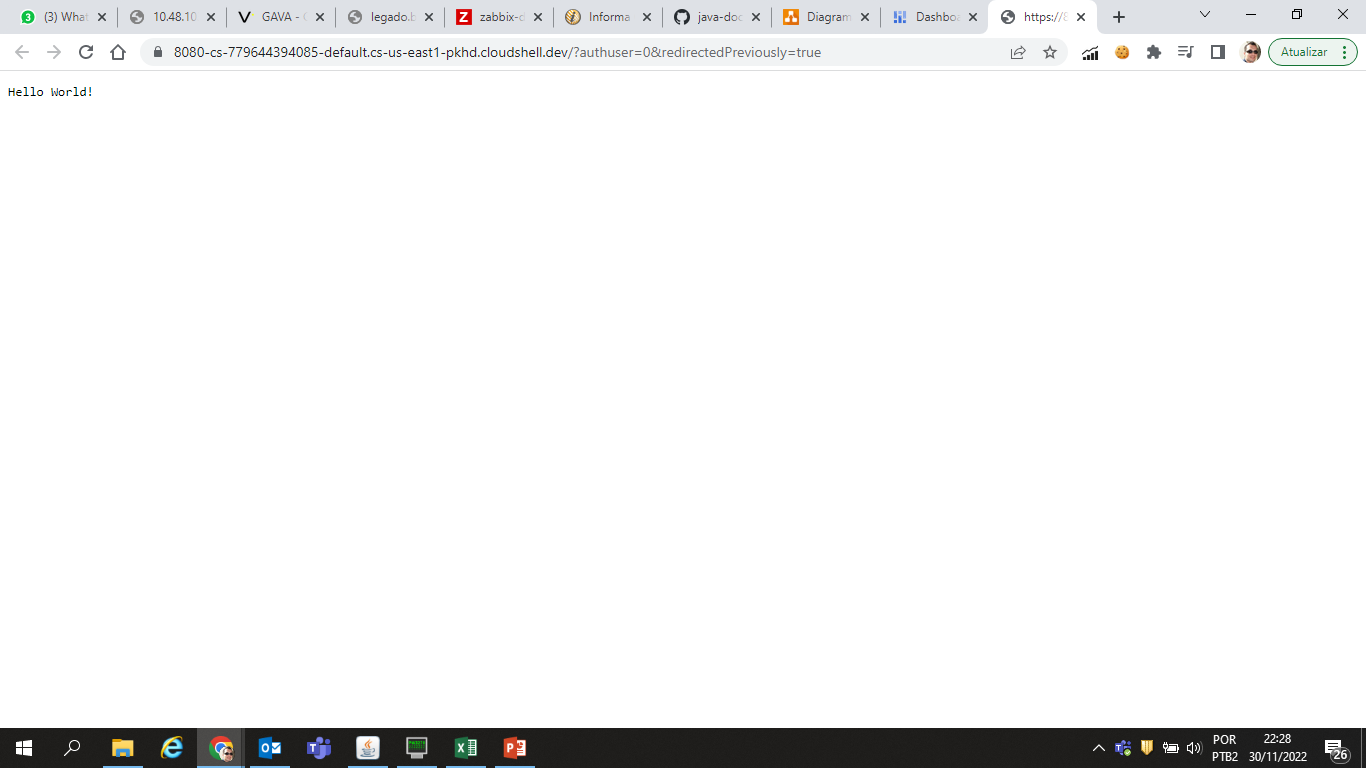 (3) What
10.48.10
GAVA - 
legado.b
zabbix-d
Informa
java-doc
Diagram
Dashboa
https://8
8080-cs-779644394085-default.cs-us-east1-pkhd.cloudshell.dev/?authuser=0&redirectedPreviously=true
Atualizar
Hello World!
POR
22:28
PTB2
30/11/2022
26